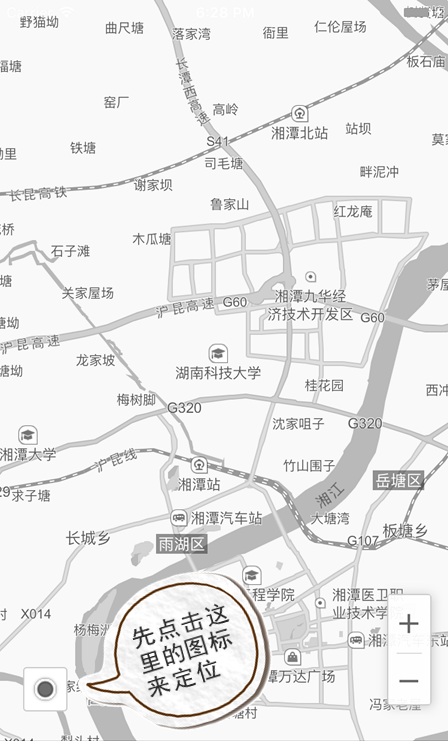 6:28 PM
野猫坳
曲尺塘
落家湾
衙里
仁伦屋场
板石庙
福塘
长潭西高速
窑厂
高岭
湘潭北站
站坝
S41
铁塘
司毛塘
长昆高铁
谢家坝
畔泥冲
鲁家山
红龙庵
木瓜塘
石子滩
关家屋场
沪昆高速
G60
湘潭九华经
济技术开发区
G60
沪昆高速
龙家坡
湖南科技大学
桂花园
梅树脚
G320
沈家咀子
G320
湘潭大学
沪昆线
竹山围子
湘潭站
岳塘区
求子塘
湘江
湘潭汽车站
大塘湾
长城乡
雨湖区
G107
板塘乡
程学院
湘潭医卫职
业技术学院
X014
杨梅洲
先点击这
里的图标
来定位
+
潭万达广场
−
冯家老屋
X014